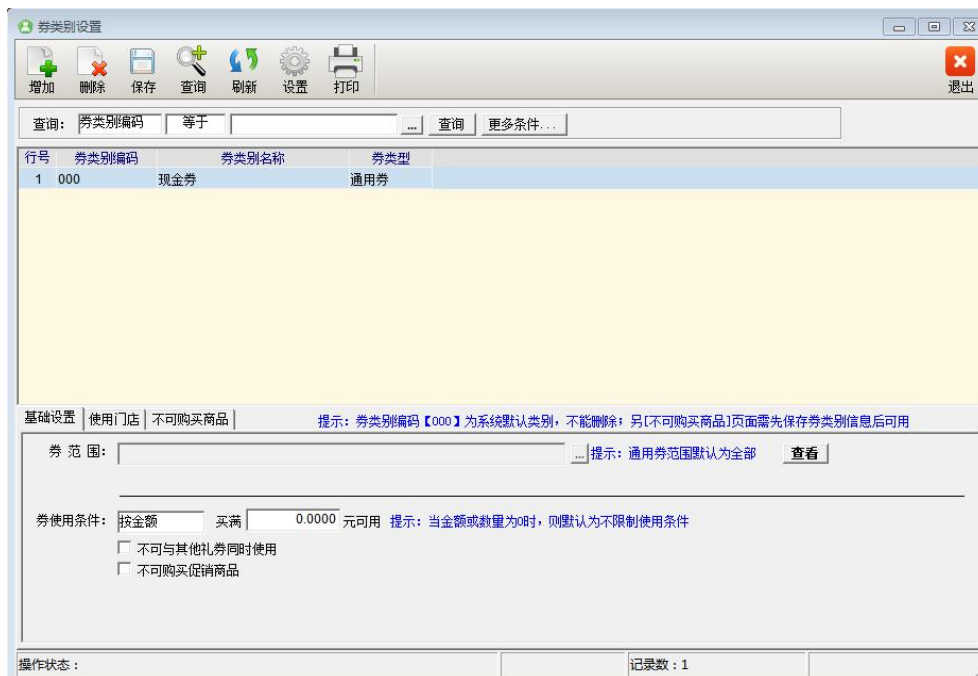 券类别设置
增加 删除 保存 查询 刷新 设置 打印 退出
查询: 券类别编码 等于 ... 查询 更多条件...
行号 券类别编码 券类别名称 券类型
1 000 现金券 通用券
基础设置 使用门店 不可购买商品 提示: 券类别编码【000】为系统默认类别, 不能删除; 另[不可购买商品]页面需先保存券类别信息后可用
券 范 围: ... 提示: 通用券范围默认为全部 查看
券使用条件: 按金额 买满 0.0000 元可用 提示: 当金额或数量为0时, 则默认为不限制使用条件
不可与其他礼券同时使用
不可购买促销商品
操作状态: 记录数: 1